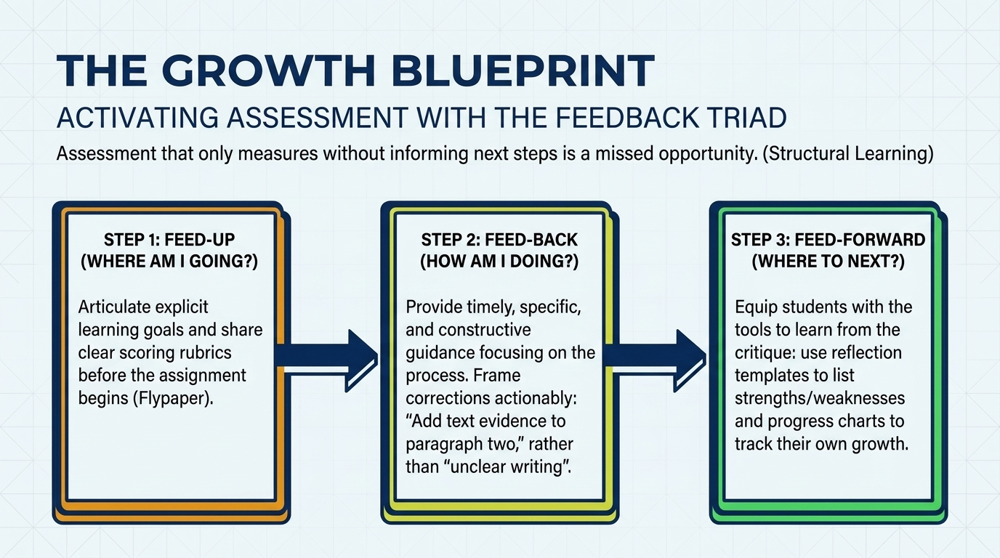 THE GROWTH BLUEPRINT
ACTIVATING ASSESSMENT WITH THE FEEDBACK TRIAD
Assessment that only measures without informing next steps is a missed opportunity. (Structural Learning)
STEP 1: FEED-UP
(WHERE AM I GOING?)
Articulate explicit
learning goals and share
clear scoring rubrics
before the assignment
begins (Flypaper).
STEP 2: FEED-BACK
(HOW AM I DOING?)
Provide timely, specific,
and constructive
guidance focusing on the
process. Frame
corrections actionably:
“Add text evidence to
paragraph two,” rather
than “unclear writing”.
STEP 3: FEED-FORWARD
(WHERE TO NEXT?)
Equip students with the
tools to learn from the
critique: use reflection
templates to list
strengths/weaknesses
and progress charts to
track their own growth.